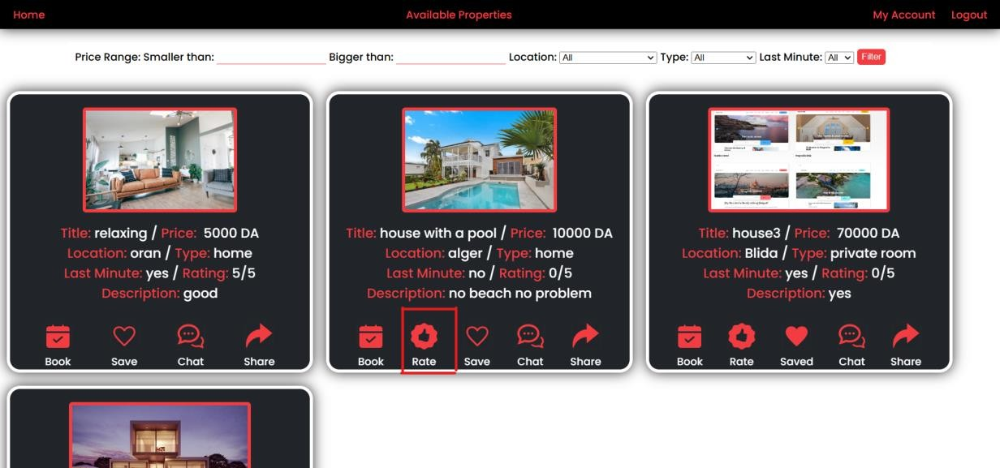 Home Available Properties My Account Logout
Price Range: Smaller than: Bigger than: Location: All Type: All Last Minute: All Filter
Title: relaxing / Price: 5000 DA
Location: oran / Type: home
Last Minute: yes / Rating: 5/5
Description: good
Book Save Chat Share
Title: house with a pool / Price: 10000 DA
Location: alger / Type: home
Last Minute: no / Rating: 0/5
Description: no beach no problem
Book Rate Save Chat Share
Title: house3 / Price: 70000 DA
Location: Blida / Type: private room
Last Minute: yes / Rating: 0/5
Description: yes
Book Rate Saved Chat Share